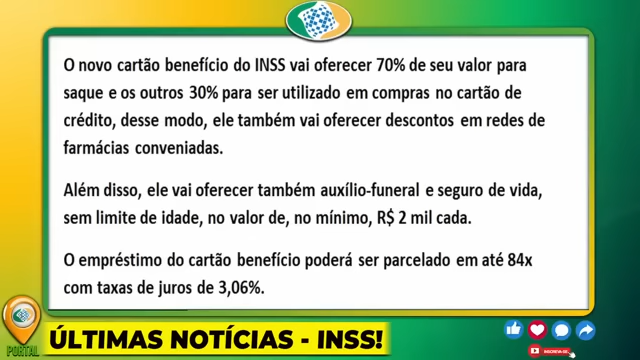 O novo cartão benefício do INSS vai oferecer 70% de seu valor para
saque e os outros 30% para ser utilizado em compras no cartão de
crédito, desse modo, ele também vai oferecer descontos em redes de
farmácias conveniadas.
Além disso, ele vai oferecer também auxílio-funeral e seguro de vida,
sem limite de idade, no valor de, no mínimo, R$ 2 mil cada.
O empréstimo do cartão benefício poderá ser parcelado em até 84x
com taxas de juros de 3,06%.
PORTAL
ÚLTIMAS NOTÍCIAS - INSS!
INSCREVA-SE